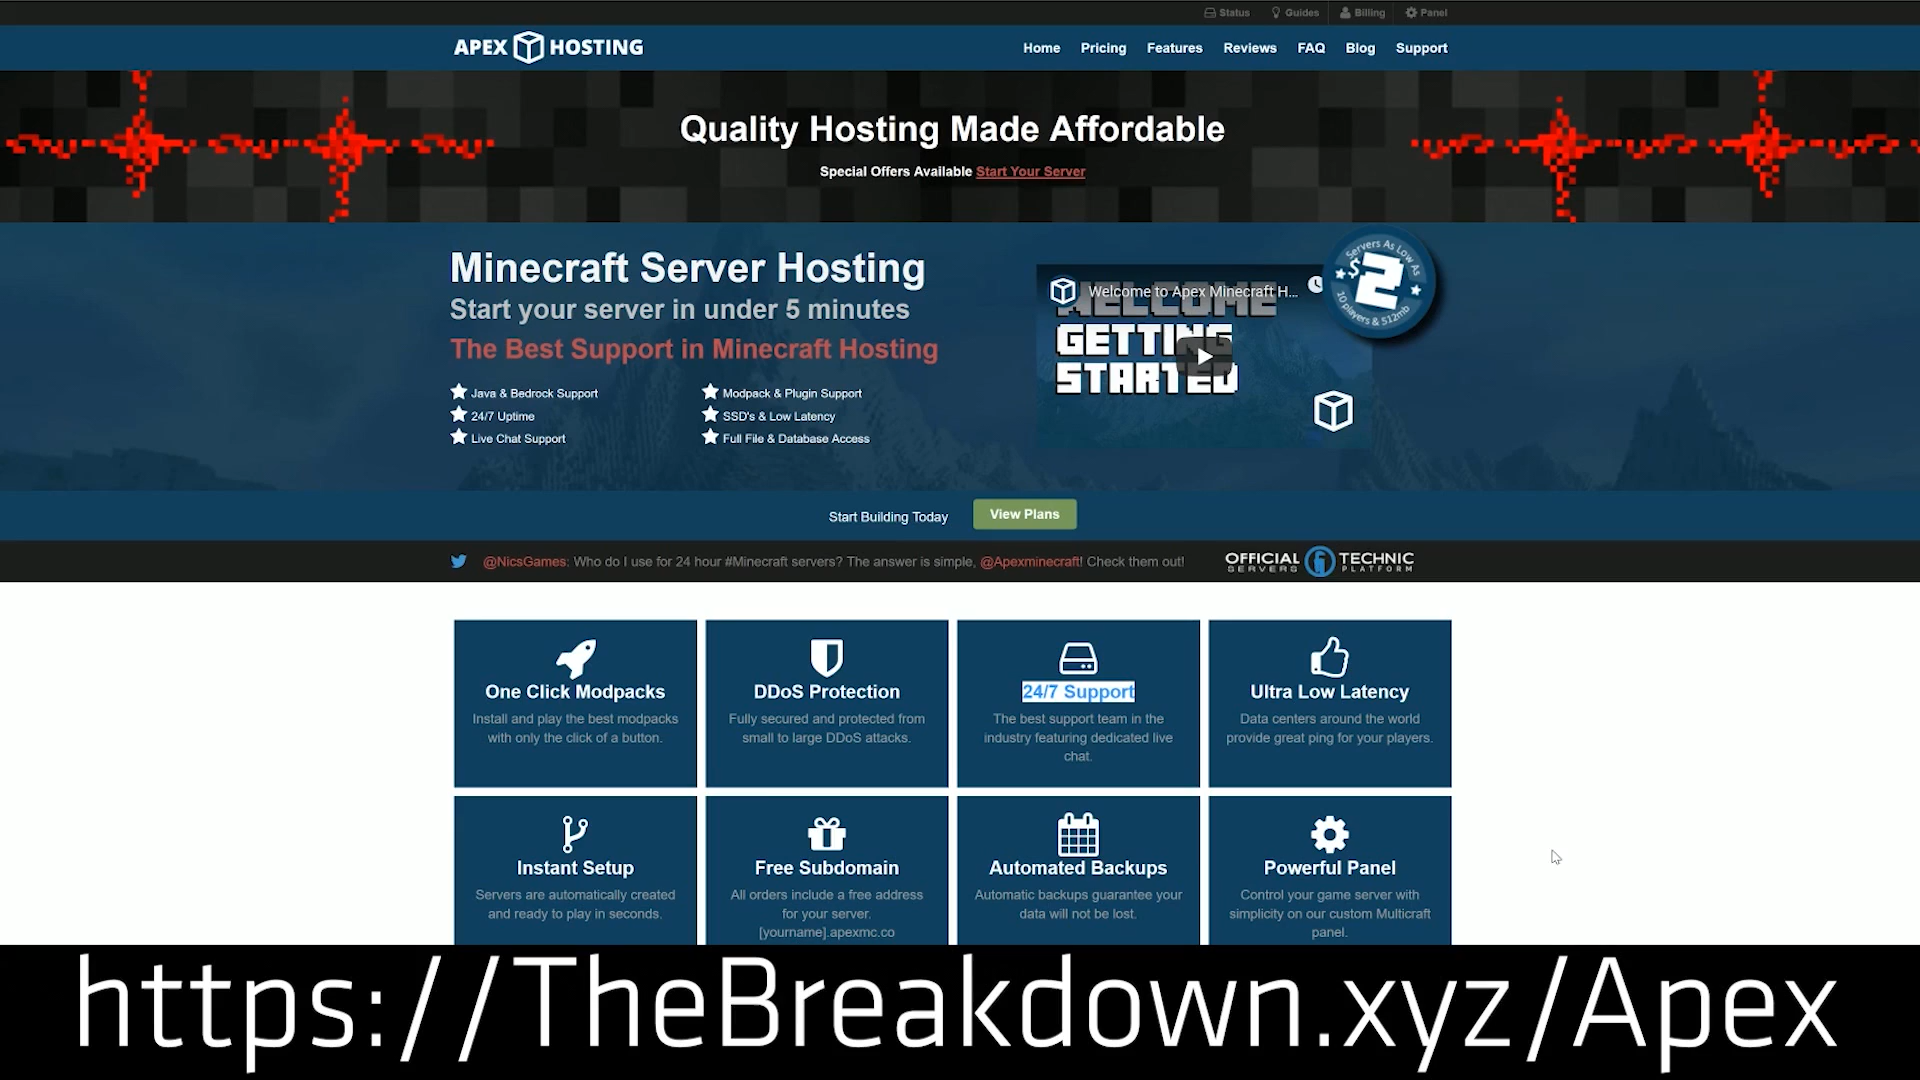 Status Guides Billing Panel
APEX HOSTING
Home Pricing Features Reviews FAQ Blog Support
Quality Hosting Made Affordable
Special Offers Available Start Your Server
Minecraft Server Hosting
Start your server in under 5 minutes
The Best Support in Minecraft Hosting
Java & Bedrock Support
Modpack & Plugin Support
24/7 Uptime
SSD's & Low Latency
Live Chat Support
Full File & Database Access
Welcome to Apex Minecraft H...
WELCOME
GETTING
STARTED
Servers As Low As
$2
10 players & 512mb
Start Building Today
View Plans
@NicsGames: Who do I use for 24 hour #Minecraft servers? The answer is simple, @Apexminecraft! Check them out!
OFFICIAL TECHNIC
SERVERS PLATFORM
One Click Modpacks
Install and play the best modpacks
with only the click of a button.
DDoS Protection
Fully secured and protected from
small to large DDoS attacks.
24/7 Support
The best support team in the
industry featuring dedicated live
chat.
Ultra Low Latency
Data centers around the world
provide great ping for your players.
Instant Setup
Servers are automatically created
and ready to play in seconds.
Free Subdomain
All orders include a free address
for your server.
[yourname].apexmc.co
Automated Backups
Automatic backups guarantee your
data will not be lost.
Powerful Panel
Control your game server with
simplicity on our custom Multicraft
panel.
https://TheBreakdown.xyz/Apex